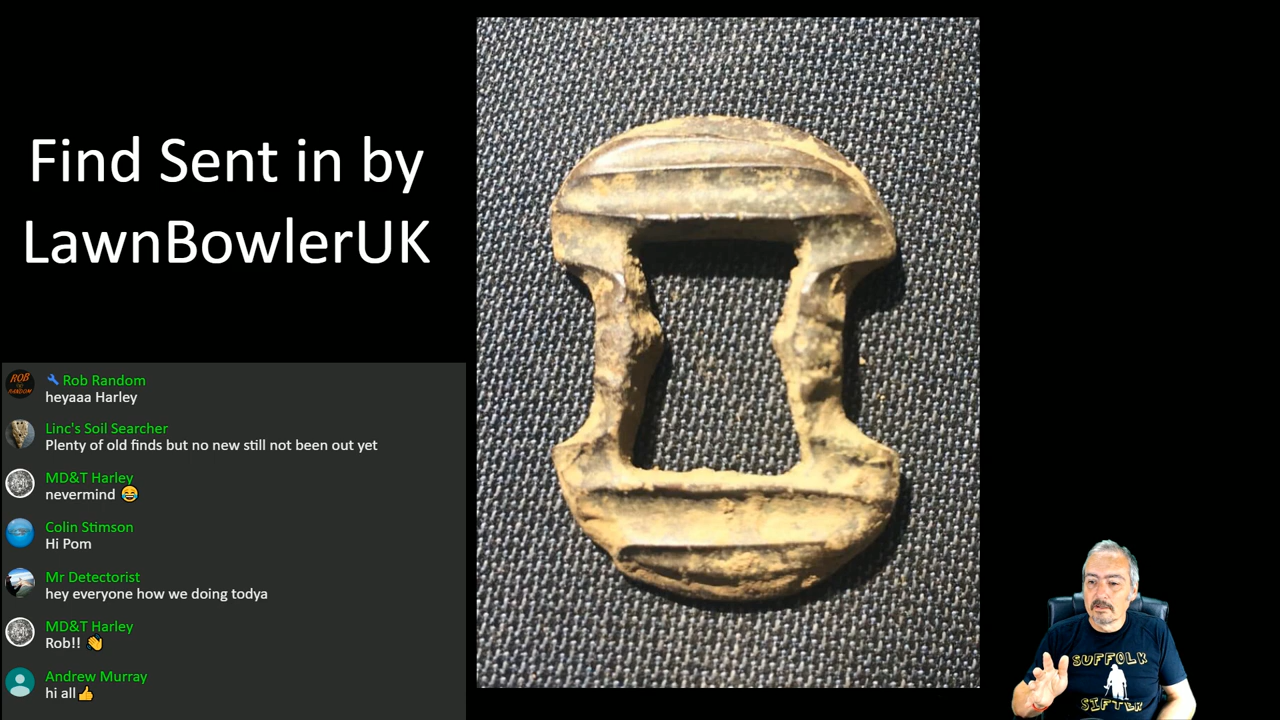 Find Sent in by
LawnBowlerUK
ROB
RANDOM
Rob Random
heyaaa Harley
Linc's Soil Searcher
Plenty of old finds but no new still not been out yet
MD&T Harley
nevermind 😂
Colin Stimson
Hi Pom
Mr Detectorist
hey everyone how we doing todya
MD&T Harley
Rob!! 👋
Andrew Murray
hi all👍
SUFFOLK
SIFTER